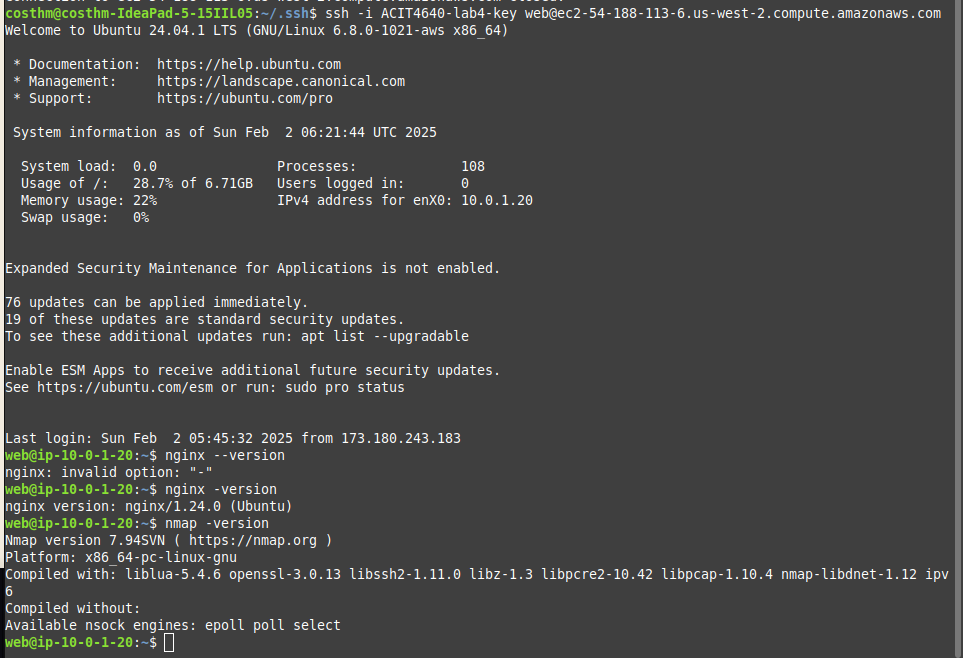 costhm@costhm-IdeaPad-5-15IIL05:~/.ssh$ ssh -i ACIT4640-lab4-key web@ec2-54-188-113-6.us-west-2.compute.amazonaws.com
Welcome to Ubuntu 24.04.1 LTS (GNU/Linux 6.8.0-1021-aws x86_64)
* Documentation:  https://help.ubuntu.com
* Management:     https://landscape.canonical.com
* Support:        https://ubuntu.com/pro
System information as of Sun Feb  2 06:21:44 UTC 2025
System load:  0.0               Processes:             108
Usage of /:   28.7% of 6.71GB   Users logged in:       0
Memory usage: 22%               IPv4 address for enX0: 10.0.1.20
Swap usage:   0%
Expanded Security Maintenance for Applications is not enabled.
76 updates can be applied immediately.
19 of these updates are standard security updates.
To see these additional updates run: apt list --upgradable
Enable ESM Apps to receive additional future security updates.
See https://ubuntu.com/esm or run: sudo pro status
Last login: Sun Feb  2 05:45:32 2025 from 173.180.243.183
web@ip-10-0-1-20:~$ nginx --version
nginx: invalid option: "-"
web@ip-10-0-1-20:~$ nginx -version
nginx version: nginx/1.24.0 (Ubuntu)
web@ip-10-0-1-20:~$ nmap -version
Nmap version 7.94SVN ( https://nmap.org )
Platform: x86_64-pc-linux-gnu
Compiled with: liblua-5.4.6 openssl-3.0.13 libssh2-1.11.0 libz-1.3 libpcre2-10.42 libpcap-1.10.4 nmap-libdnet-1.12 ipv
6
Compiled without:
Available nsock engines: epoll poll select
web@ip-10-0-1-20:~$